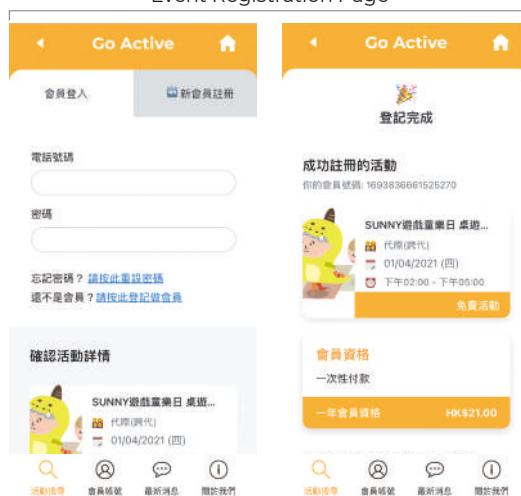 Event Registration Page
Go Active
會員登入
新會員註冊
電話號碼
密碼
忘記密碼？請按此重設密碼
還不是會員？請按此登記做會員
確認活動詳情
SUNNY遊戲童樂日 桌遊...
代際(跨代)
01/04/2021 (四)
活動搜尋
會員帳號
最新消息
關於我們
Go Active
登記完成
成功註冊的活動
你的會員號碼: 1693836661525270
SUNNY遊戲童樂日 桌遊...
代際(跨代)
01/04/2021 (四)
下午02:00 - 下午05:00
免費活動
會員資格
一次性付款
一年會員資格 HK$21.00
活動搜尋
會員帳號
最新消息
關於我們